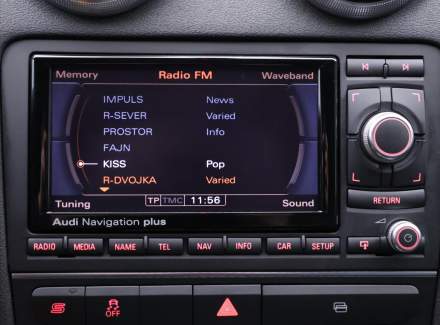 Memory Radio FM Waveband
IMPULS News
R-SEVER Varied
PROSTOR Info
FAJN
KISS Pop
R-DVOJKA Varied
Tuning TP TMC 11:56 Sound
Audi Navigation plus
RETURN
RADIO MEDIA NAME TEL NAV INFO CAR SETUP
OFF